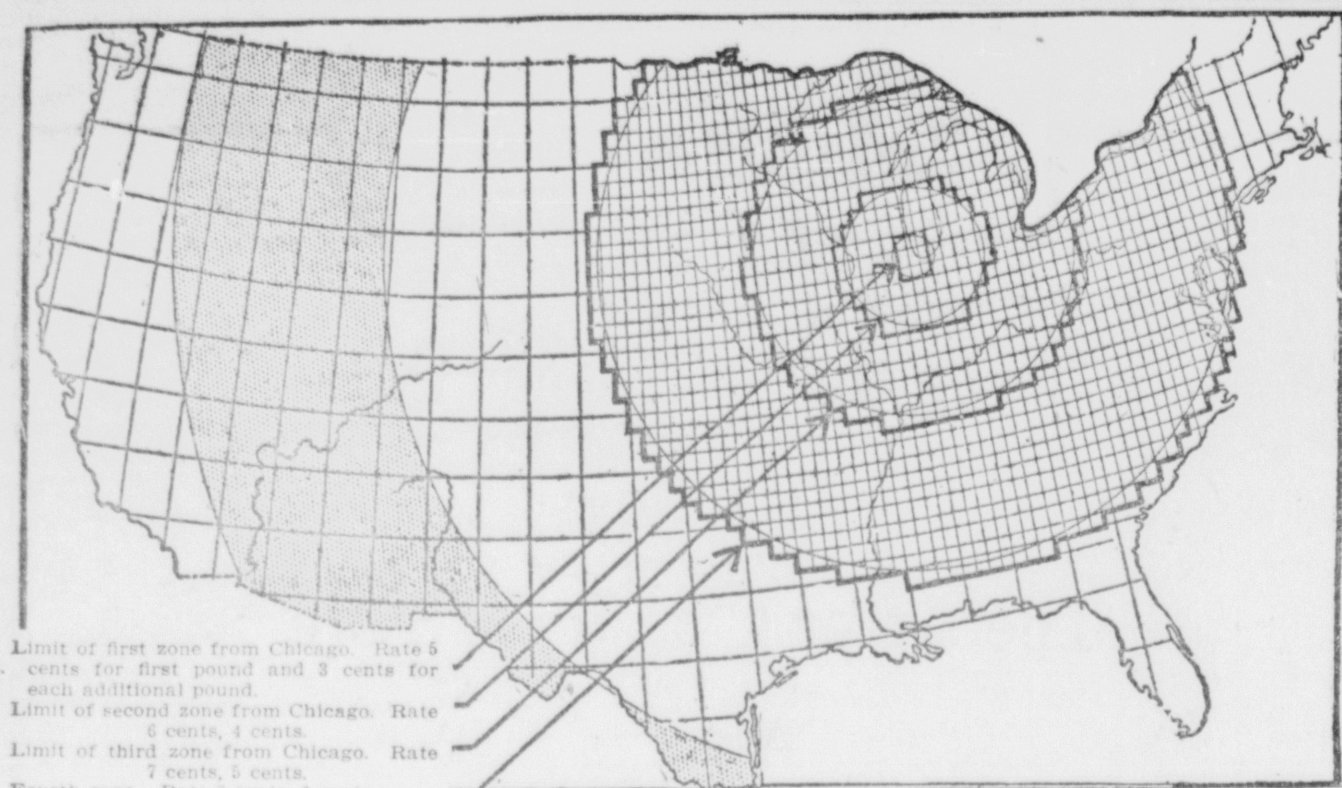 Limit of first zone from Chicago. Rate 5
cents for first pound and 3 cents for
each additional pound.
Limit of second zone from Chicago. Rate
6 cents, 4 cents.
Limit of third zone from Chicago. Rate
7 cents, 5 cents.